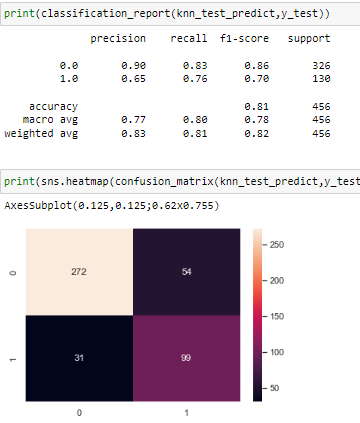 print(classification_report(knn_test_predict,y_test))
precision recall f1-score support
0.0 0.90 0.83 0.86 326
1.0 0.65 0.76 0.70 130
accuracy 0.81 456
macro avg 0.77 0.80 0.78 456
weighted avg 0.83 0.81 0.82 456
print(sns.heatmap(confusion_matrix(knn_test_predict,y_test
AxesSubplot(0.125,0.125;0.62x0.755)
250
0 272 54
200
150
1 31 99 100
50
0 1